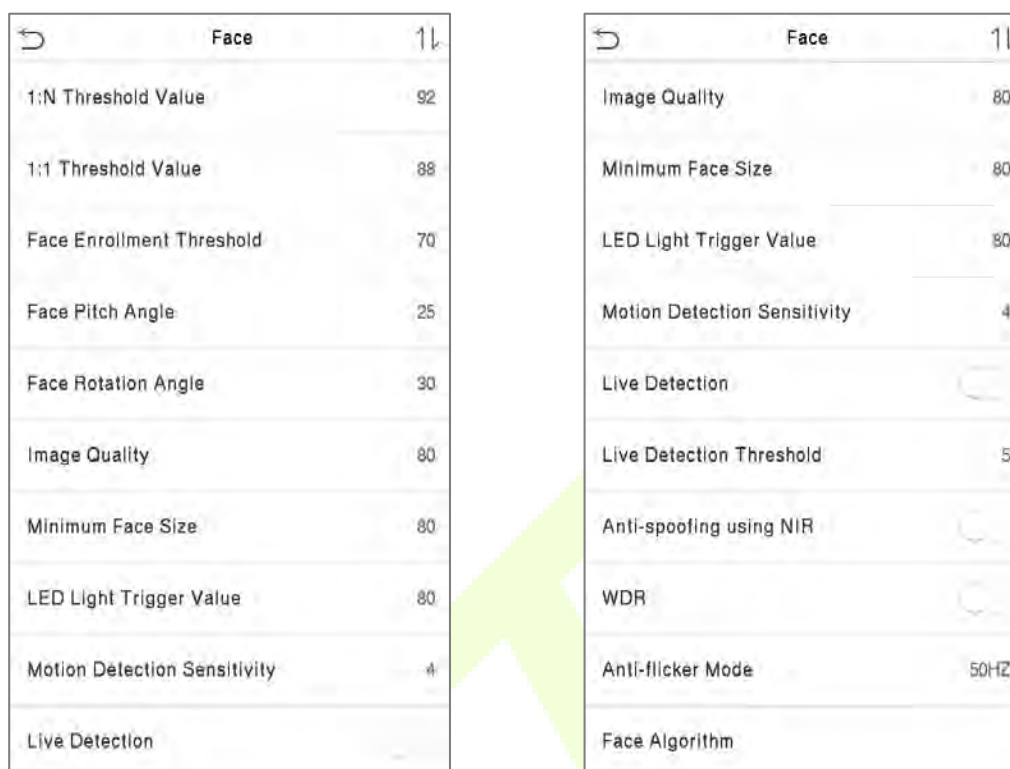 Face
1:N Threshold Value 92
1:1 Threshold Value 88
Face Enrollment Threshold 70
Face Pitch Angle 25
Face Rotation Angle 30
Image Quality 80
Minimum Face Size 80
LED Light Trigger Value 80
Motion Detection Sensitivity 4
Live Detection
Face
Image Quality 80
Minimum Face Size 80
LED Light Trigger Value 80
Motion Detection Sensitivity 4
Live Detection
Live Detection Threshold 5
Anti-spoofing using NIR
WDR
Anti-flicker Mode 50HZ
Face Algorithm